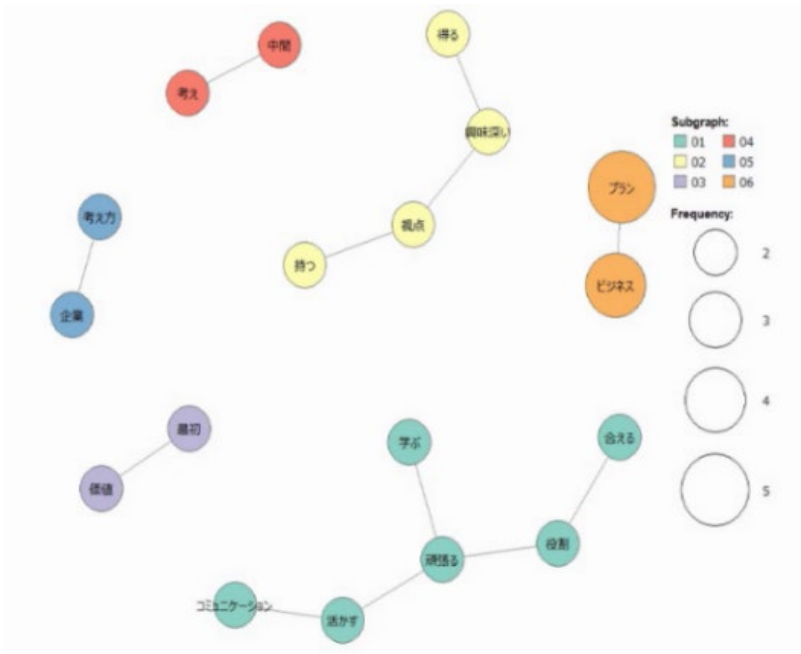 得る
中間
考え
興味深い
Subgraph:
01 04
02 05
03 06
プラン
Frequency:
考え方
視点
2
持つ
ビジネス
企業
3
4
最初
合える
学ぶ
価値
5
役割
頑張る
コミュニケーション
活かす